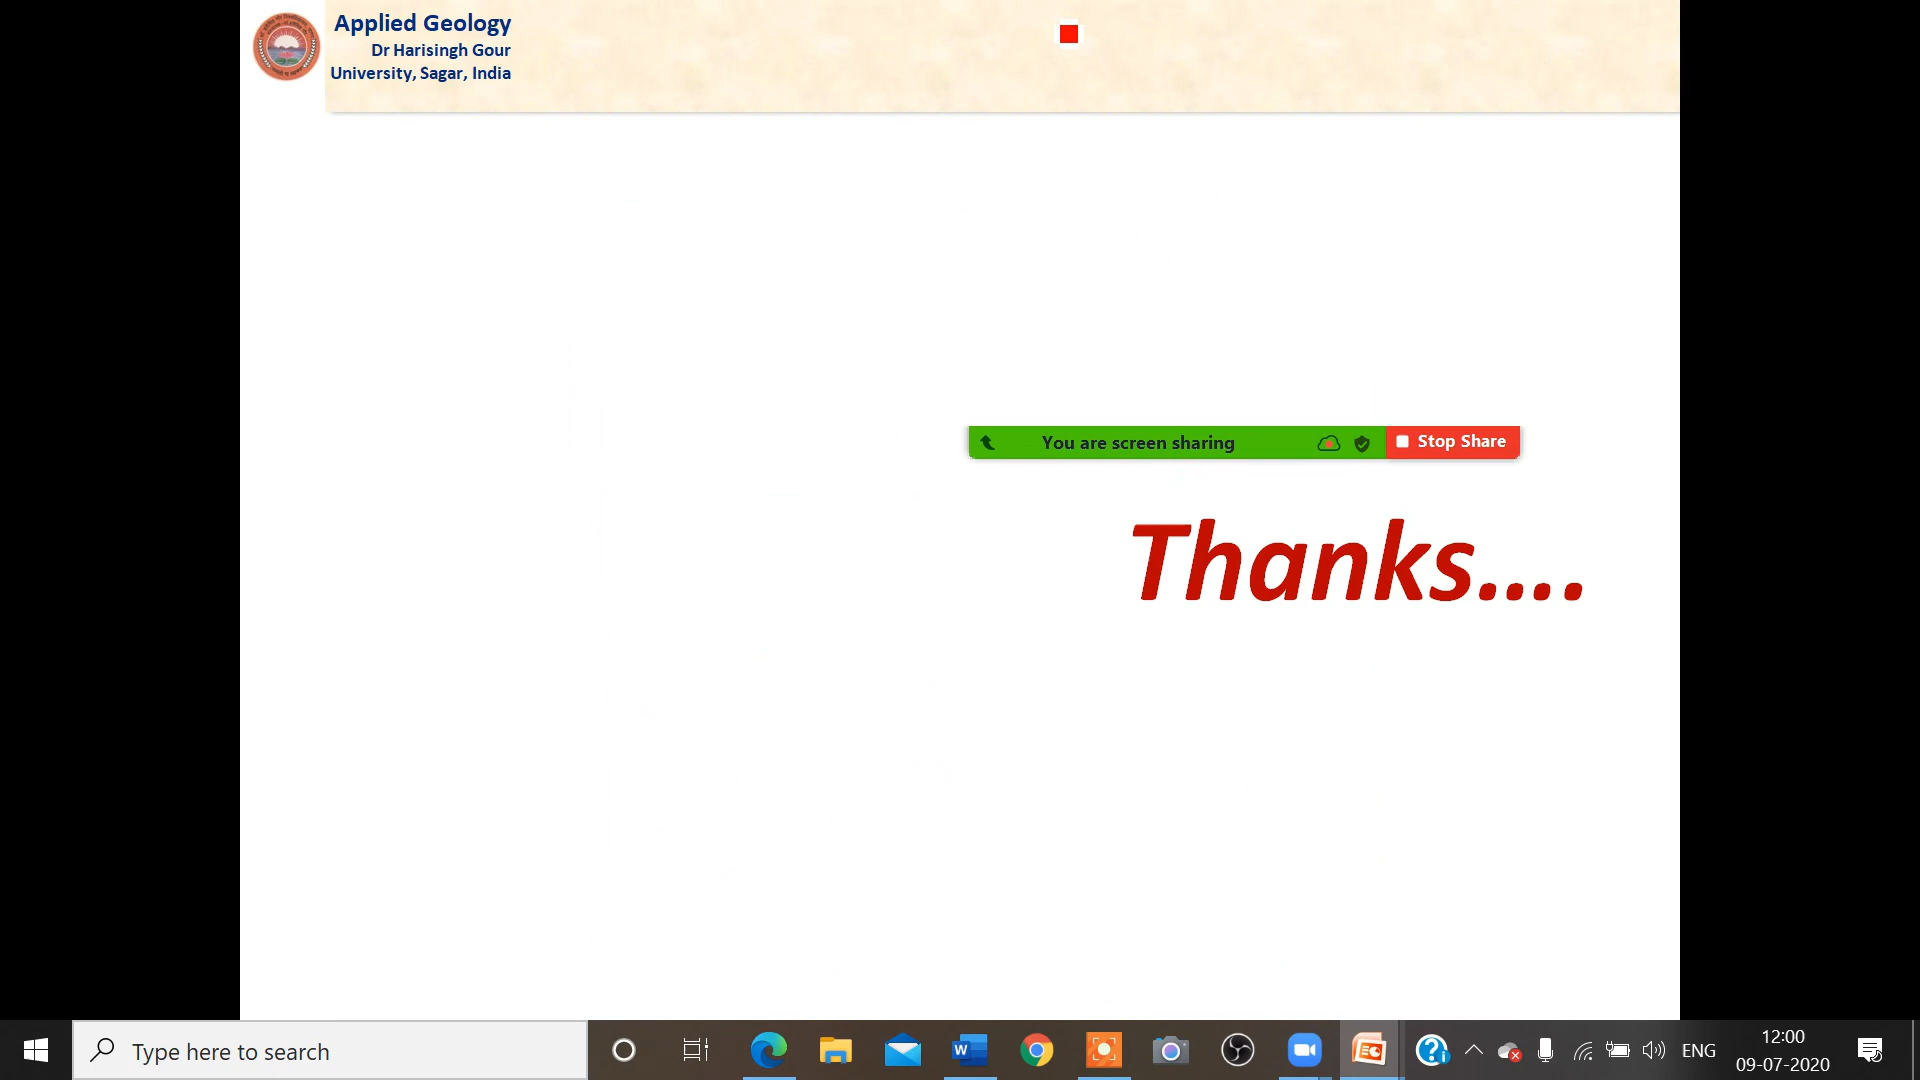 Applied Geology
Dr Harisingh Gour
University, Sagar, India
You are screen sharing
Stop Share
Thanks....
Type here to search
ENG
12:00
09-07-2020